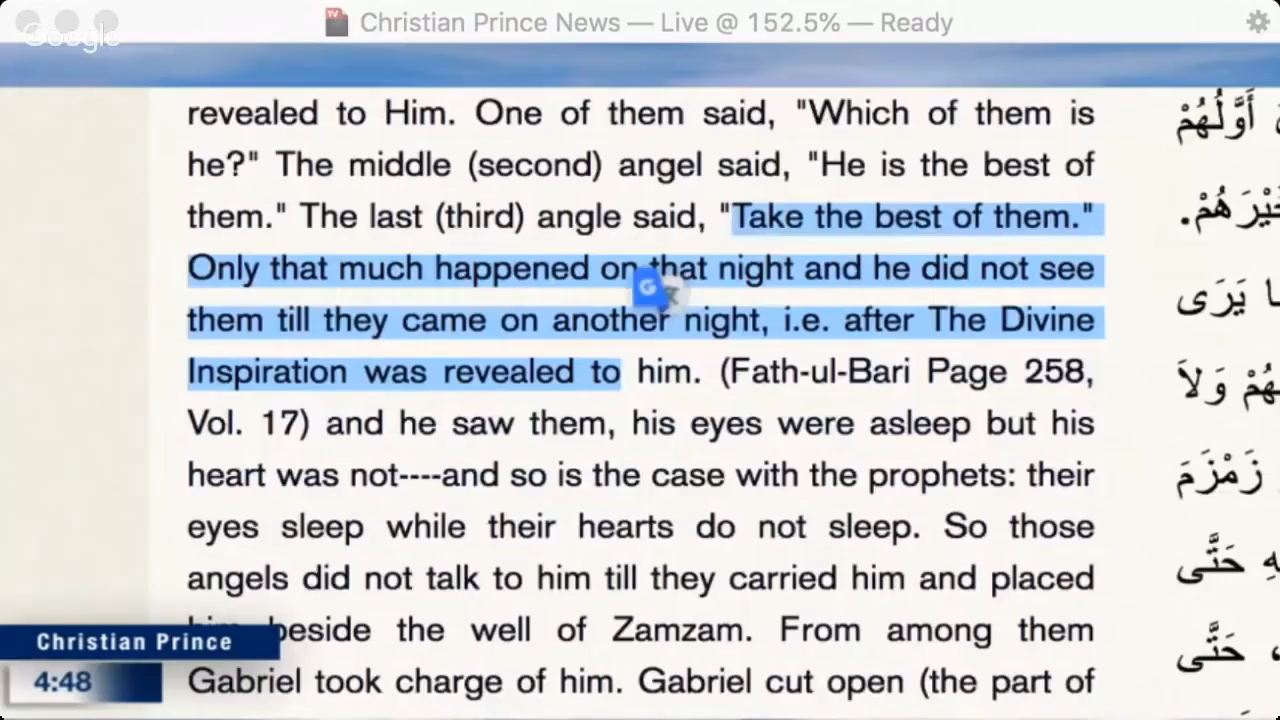 Christian Prince News — Live @ 152.5% — Ready
Google
revealed to Him. One of them said, "Which of them is
he?" The middle (second) angel said, "He is the best of
them." The last (third) angle said, "Take the best of them."
Only that much happened on that night and he did not see
them till they came on another night, i.e. after The Divine
Inspiration was revealed to him. (Fath-ul-Bari Page 258,
Vol. 17) and he saw them, his eyes were asleep but his
heart was not----and so is the case with the prophets: their
eyes sleep while their hearts do not sleep. So those
angels did not talk to him till they carried him and placed
him beside the well of Zamzam. From among them
Gabriel took charge of him. Gabriel cut open (the part of
أَوَّلُهُمْ
يَرَى
وَلاَ
زَمْزَمَ
حَتَّى
حَتَّى
Christian Prince
4:48